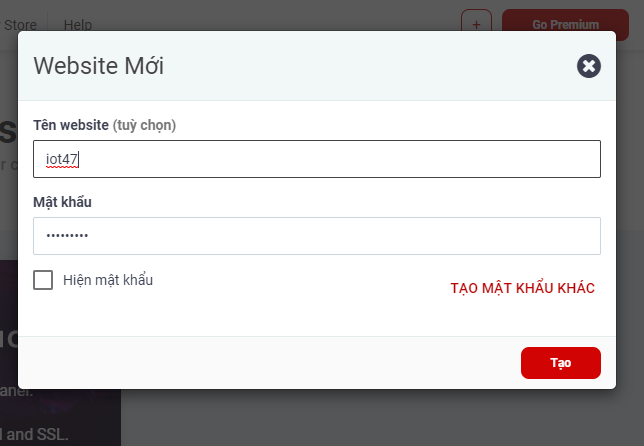 Store
Help
+
Go Premium
Website Mới
Tên website (tuỳ chọn)
iot47
Mật khẩu
•••••••••
Hiện mật khẩu
TẠO MẬT KHẨU KHÁC
Tạo
and SSL.